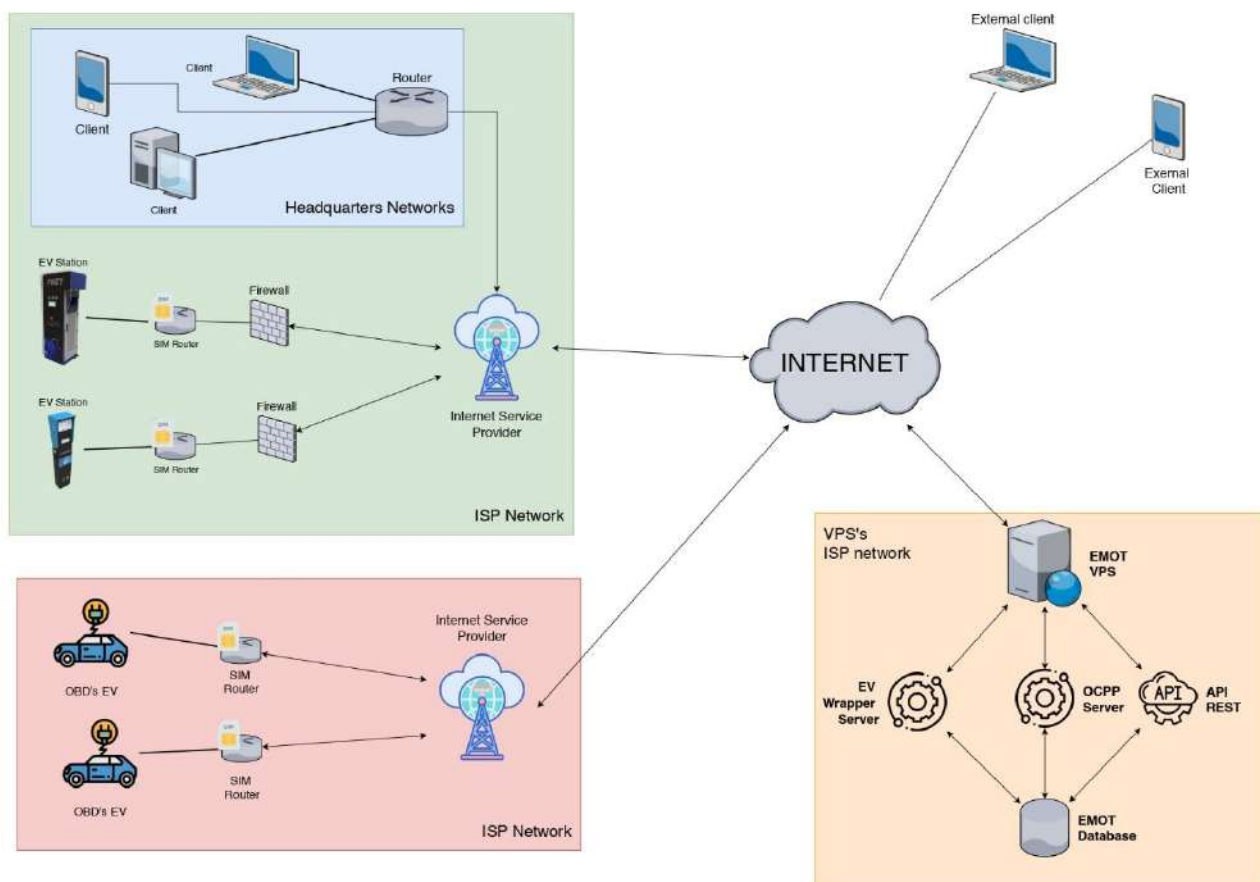 External client
Client
Router
Client
Client
Headquarters Networks
Exernal
Client
EV Station
Firewall
SIM Router
EV Station
Firewall
SIM Router
Internet Service
Provider
ISP Network
INTERNET
VPS's
ISP network
EMOT
VPS
EV
Wrapper
Server
OCPP
Server
API
API
REST
EMOT
Database
OBD's EV
SIM
Router
Internet Service
Provider
OBD's EV
SIM
Router
ISP Network